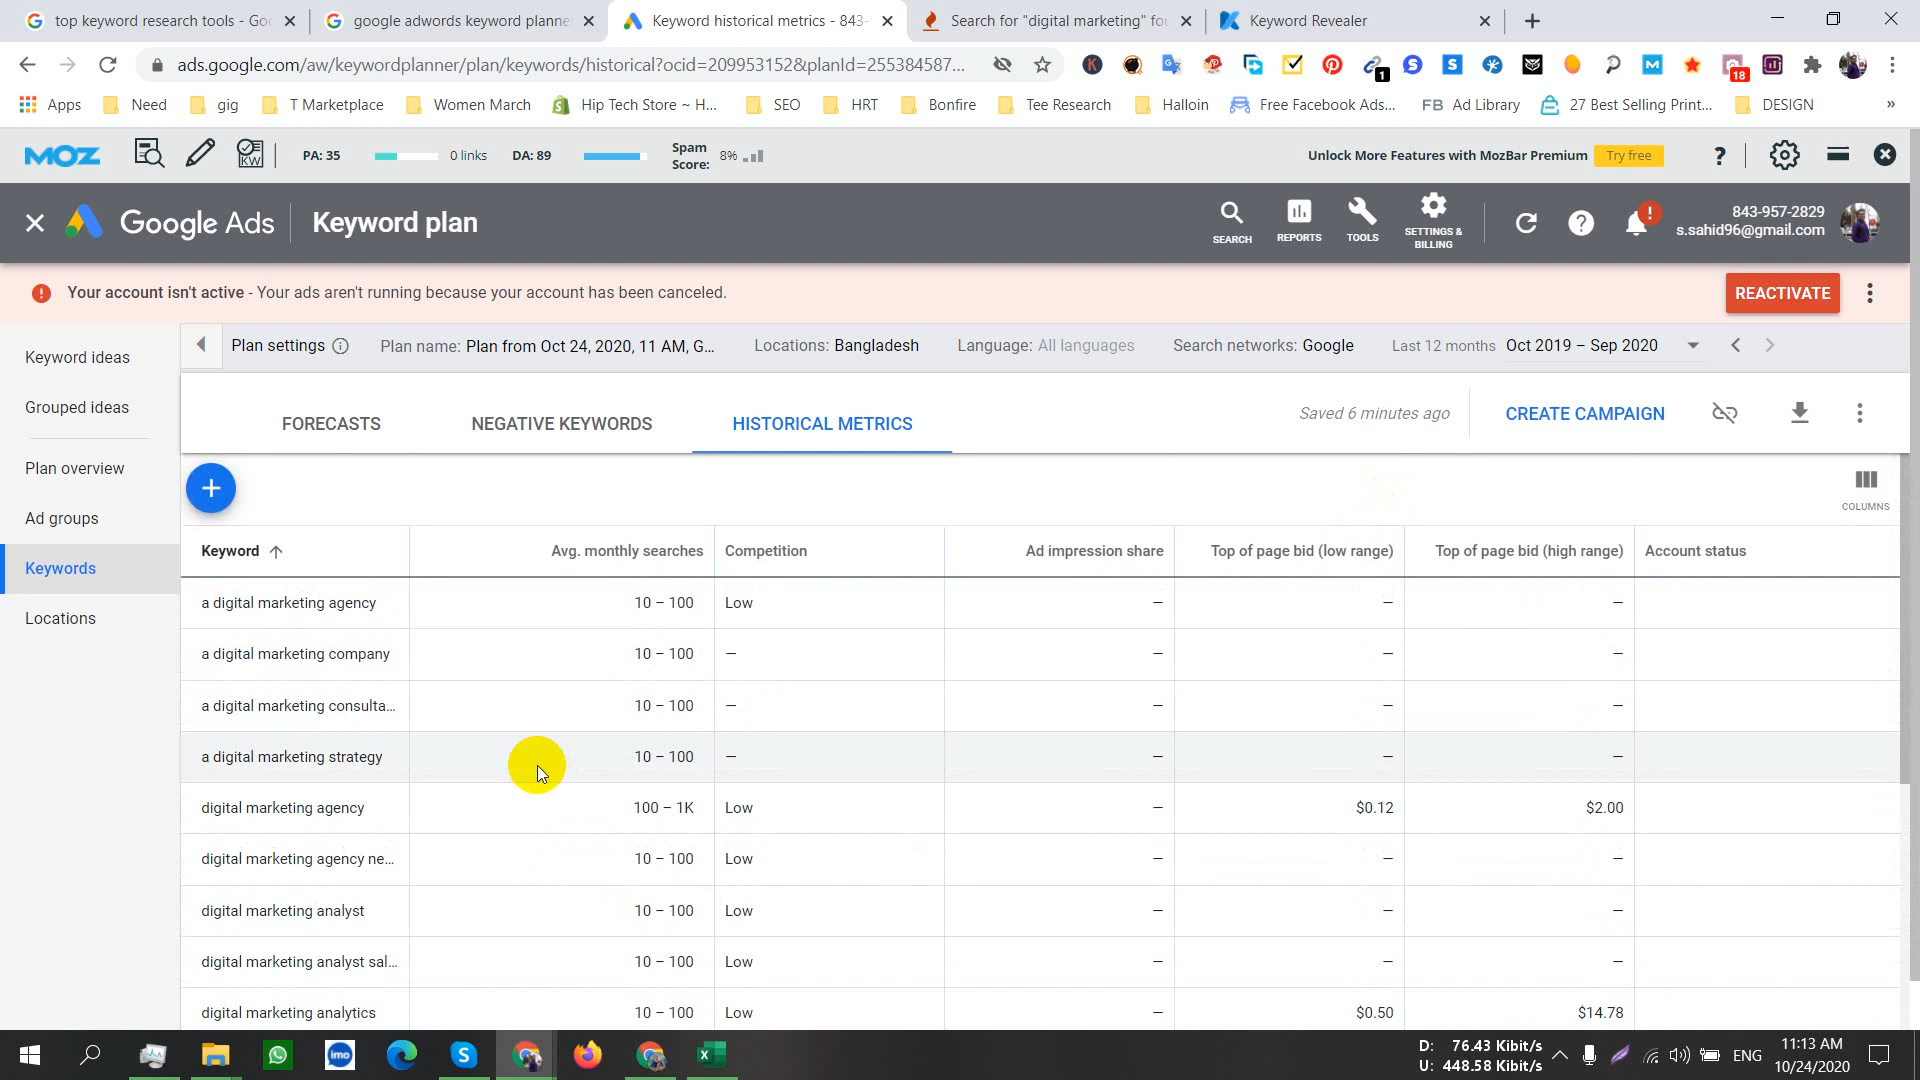 top keyword research tools - Goo
google adwords keyword planne
Keyword historical metrics - 843-
Search for "digital marketing" fou
Keyword Revealer
ads.google.com/aw/keywordplanner/plan/keywords/historical?ocid=209953152&planId=255384587...
1
18
Apps
Need
gig
T Marketplace
Women March
Hip Tech Store ~ H...
SEO
HRT
Bonfire
Tee Research
Halloin
Free Facebook Ads...
FB Ad Library
27 Best Selling Print...
DESIGN
»
MOZ
KW
PA: 35
0 links
DA: 89
Spam
Score:
8%
Unlock More Features with MozBar Premium
Try free
?
Google Ads
Keyword plan
SEARCH
REPORTS
TOOLS
SETTINGS &
BILLING
843-957-2829
s.sahid96@gmail.com
Your account isn't active - Your ads aren't running because your account has been canceled.
REACTIVATE
Keyword ideas
Grouped ideas
Plan overview
Ad groups
Keywords
Locations
Plan settings
Plan name: Plan from Oct 24, 2020, 11 AM, G...
Locations: Bangladesh
Language: All languages
Search networks: Google
Last 12 months Oct 2019 – Sep 2020
FORECASTS
NEGATIVE KEYWORDS
HISTORICAL METRICS
Saved 6 minutes ago
CREATE CAMPAIGN
COLUMNS
Keyword Avg. monthly searches Competition Ad impression share Top of page bid (low range) Top of page bid (high range) Account status
a digital marketing agency 10 – 100 Low – – –
a digital marketing company 10 – 100 – – – –
a digital marketing consulta... 10 – 100 – – – –
a digital marketing strategy 10 – 100 – – – –
digital marketing agency 100 – 1K Low – $0.12 $2.00
digital marketing agency ne... 10 – 100 Low – – –
digital marketing analyst 10 – 100 Low – – –
digital marketing analyst sal... 10 – 100 Low – – –
digital marketing analytics 10 – 100 Low – $0.50 $14.78
imo
D: 76.43 Kibit/s
U: 448.58 Kibit/s
ENG
11:13 AM
10/24/2020